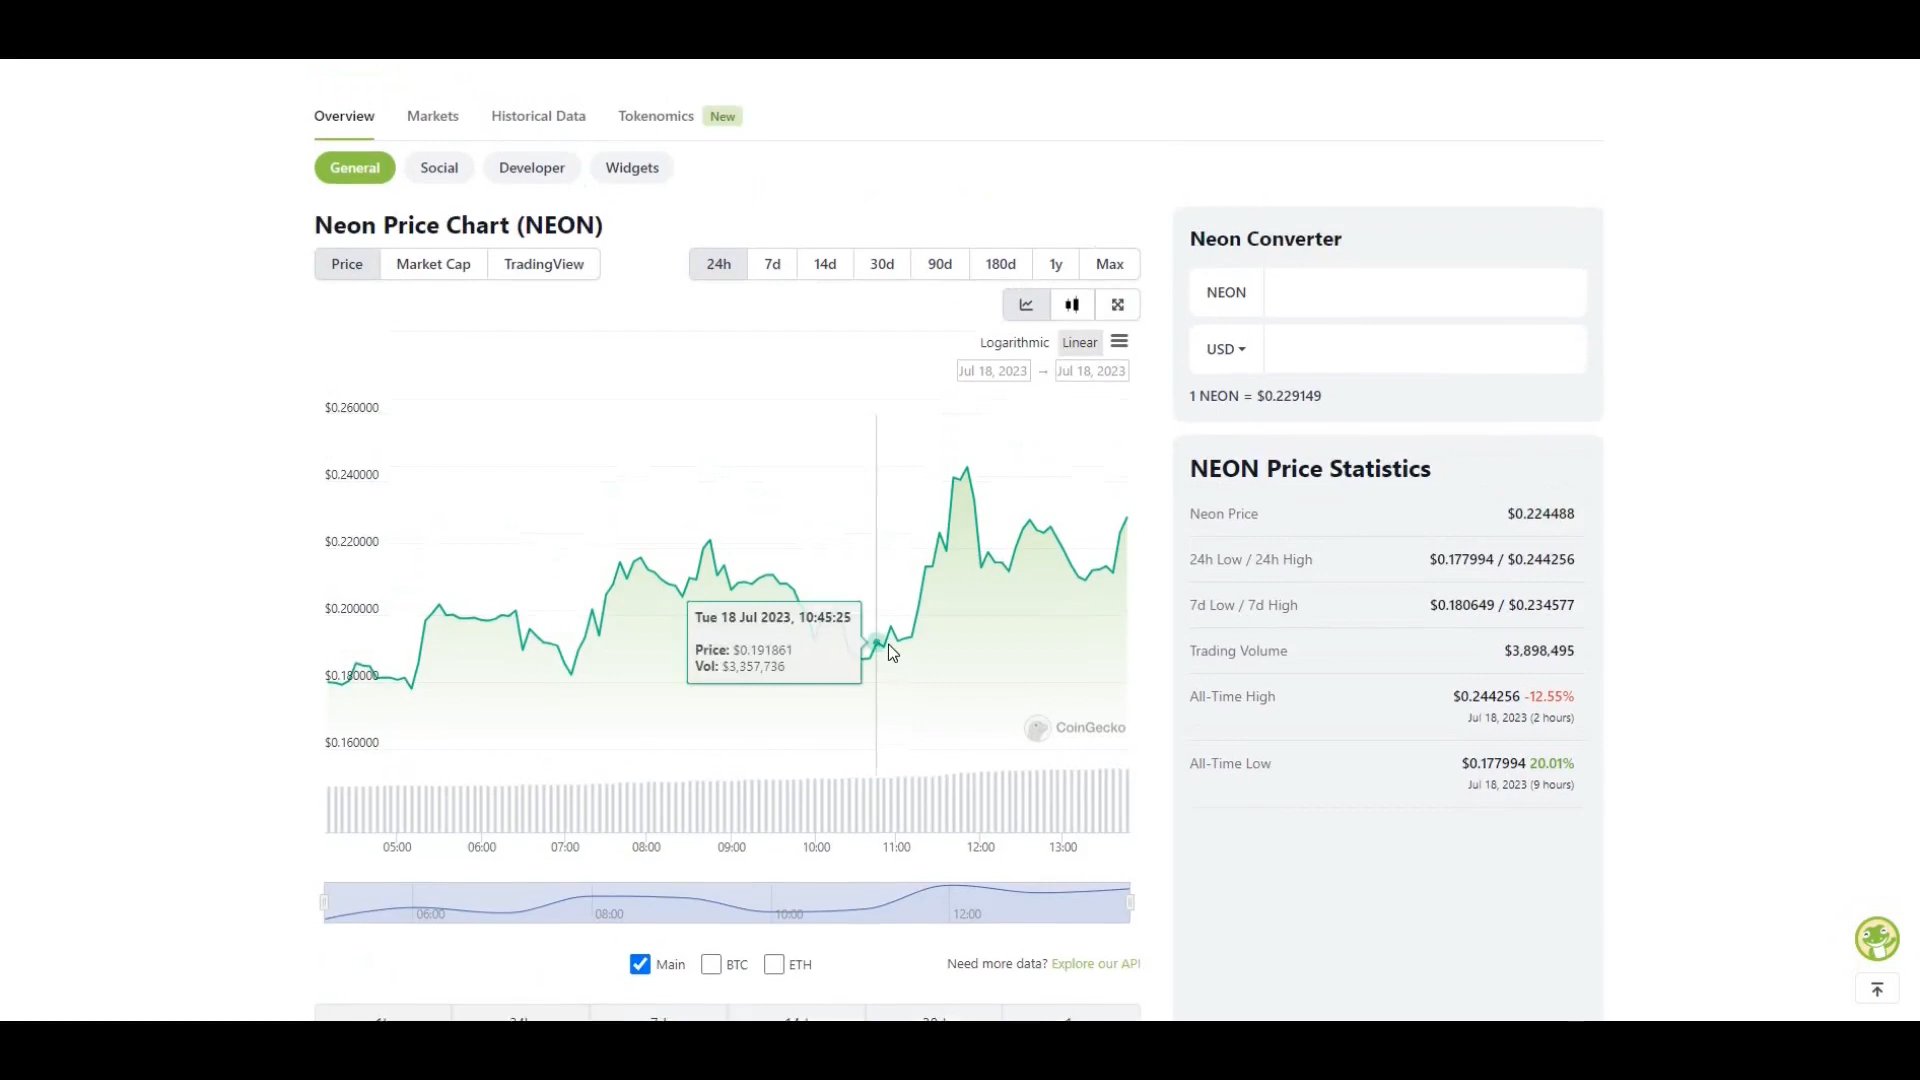 Overview Markets Historical Data Tokenomics New
General Social Developer Widgets
Neon Price Chart (NEON)
Price Market Cap TradingView 24h 7d 14d 30d 90d 180d 1y Max
Logarithmic Linear
Jul 18, 2023 → Jul 18, 2023
$0.260000
$0.240000
$0.220000
$0.200000
$0.180000
$0.160000
Tue 18 Jul 2023, 10:45:25
Price: $0.191861
Vol: $3,357,736
CoinGecko
05:00 06:00 07:00 08:00 09:00 10:00 11:00 12:00 13:00
06:00 08:00 10:00 12:00
Main BTC ETH Need more data? Explore our API
Neon Converter
NEON
USD
1 NEON = $0.229149
NEON Price Statistics
Neon Price $0.224488
24h Low / 24h High $0.177994 / $0.244256
7d Low / 7d High $0.180649 / $0.234577
Trading Volume $3,898,495
All-Time High $0.244256 -12.55%
Jul 18, 2023 (2 hours)
All-Time Low $0.177994 20.01%
Jul 18, 2023 (9 hours)